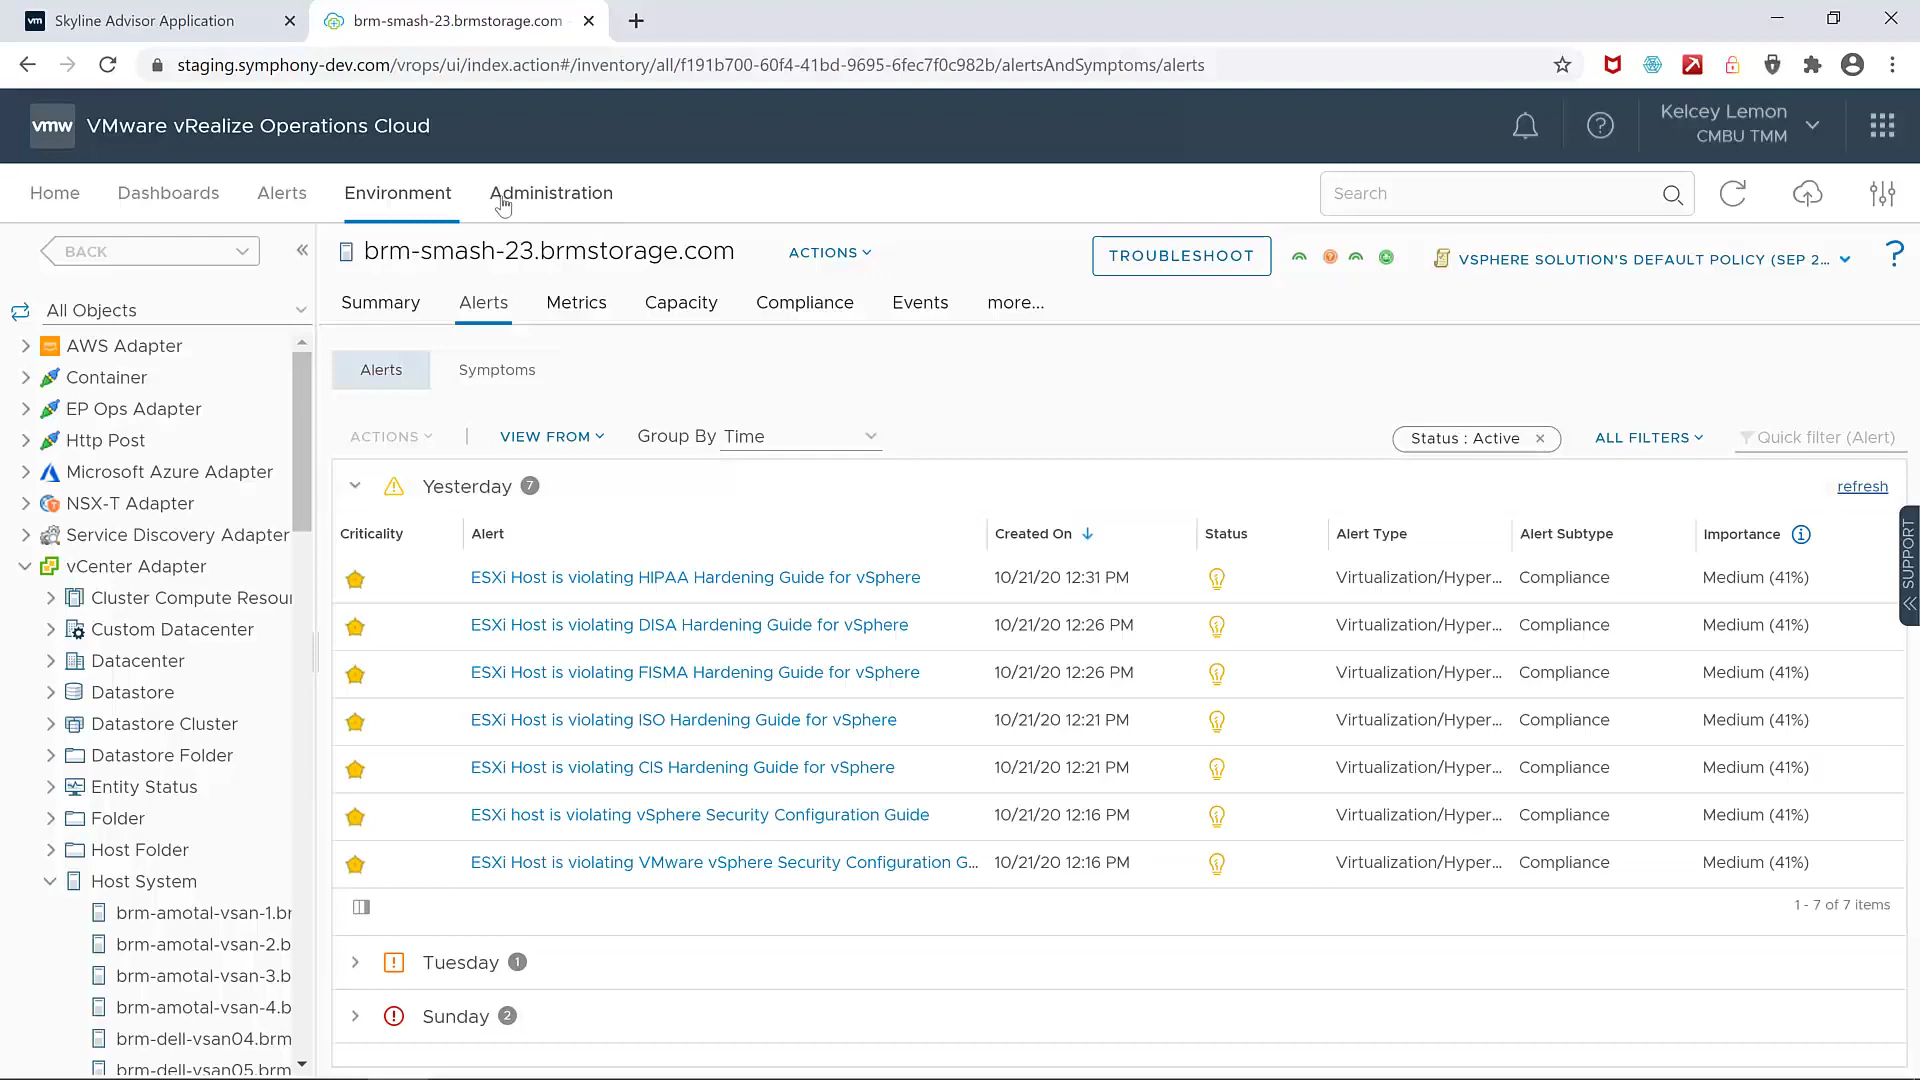 vm Skyline Advisor Application
brm-smash-23.brmstorage.com
staging.symphony-dev.com/vrops/ui/index.action#/inventory/all/f191b700-60f4-41bd-9695-6fec7f0c982b/alertsAndSymptoms/alerts
vmw VMware vRealize Operations Cloud
Kelcey Lemon
CMBU TMM
Home Dashboards Alerts Environment Administration Search
BACK
brm-smash-23.brmstorage.com ACTIONS TROUBLESHOOT VSPHERE SOLUTION'S DEFAULT POLICY (SEP 2... ?
Summary Alerts Metrics Capacity Compliance Events more...
Alerts Symptoms
ACTIONS | VIEW FROM Group By Time Status : Active ALL FILTERS Quick filter (Alert)
All Objects
AWS Adapter
Container
EP Ops Adapter
Http Post
Microsoft Azure Adapter
NSX-T Adapter
Service Discovery Adapter
vCenter Adapter
Cluster Compute Resour
Custom Datacenter
Datacenter
Datastore
Datastore Cluster
Datastore Folder
Entity Status
Folder
Host Folder
Host System
brm-amotal-vsan-1.br
brm-amotal-vsan-2.b
brm-amotal-vsan-3.b
brm-amotal-vsan-4.b
brm-dell-vsan04.brm
brm-dell-vsan05.brm
Yesterday 7 refresh
Criticality Alert Created On Status Alert Type Alert Subtype Importance
ESXi Host is violating HIPAA Hardening Guide for vSphere 10/21/20 12:31 PM Virtualization/Hyper... Compliance Medium (41%)
ESXi Host is violating DISA Hardening Guide for vSphere 10/21/20 12:26 PM Virtualization/Hyper... Compliance Medium (41%)
ESXi Host is violating FISMA Hardening Guide for vSphere 10/21/20 12:26 PM Virtualization/Hyper... Compliance Medium (41%)
ESXi Host is violating ISO Hardening Guide for vSphere 10/21/20 12:21 PM Virtualization/Hyper... Compliance Medium (41%)
ESXi Host is violating CIS Hardening Guide for vSphere 10/21/20 12:21 PM Virtualization/Hyper... Compliance Medium (41%)
ESXi host is violating vSphere Security Configuration Guide 10/21/20 12:16 PM Virtualization/Hyper... Compliance Medium (41%)
ESXi Host is violating VMware vSphere Security Configuration G... 10/21/20 12:16 PM Virtualization/Hyper... Compliance Medium (41%)
1 - 7 of 7 items
Tuesday 1
Sunday 2
SUPPORT